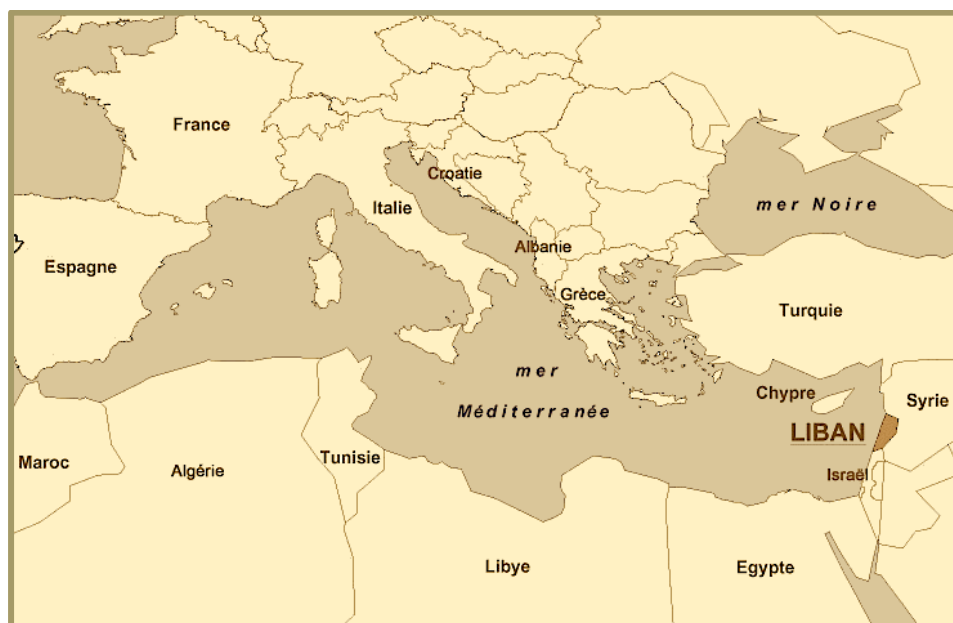 France
Croatie
Italie
mer Noire
Albanie
Espagne
Grèce
Turquie
mer
Méditerranée
Chypre
Syrie
LIBAN
Maroc
Algérie
Tunisie
Israël
Libye
Egypte